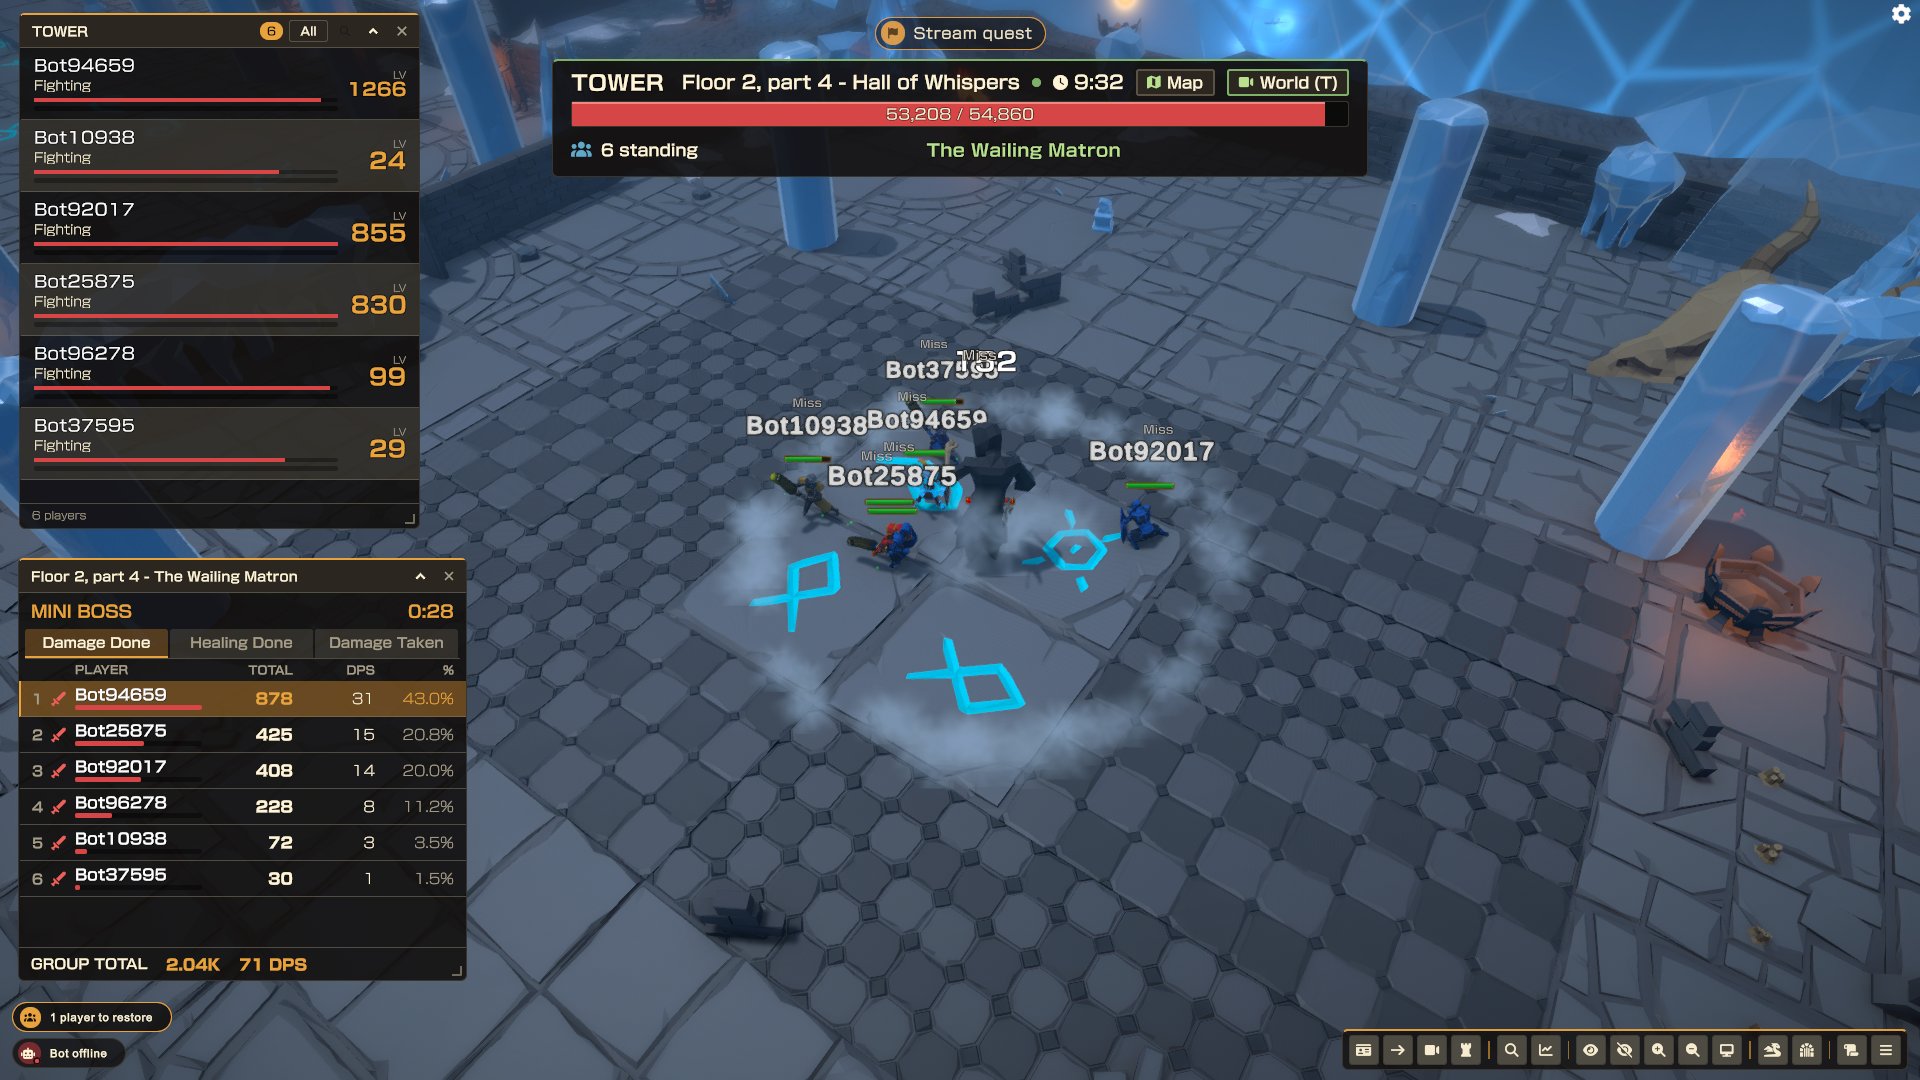 TOWER 6 All
Bot94659
Fighting
LV
1266
Bot10938
Fighting
LV
24
Bot92017
Fighting
LV
855
Bot25875
Fighting
LV
830
Bot96278
Fighting
LV
99
Bot37595
Fighting
LV
29
6 players
Stream quest
TOWER Floor 2, part 4 - Hall of Whispers 9:32 Map World (T)
53,208 / 54,860
6 standing The Wailing Matron
Miss
Miss
Bot37595
Miss
Miss
Bot10938
Bot94659
Miss
Miss
Bot25875
Miss
Bot92017
Floor 2, part 4 - The Wailing Matron
MINI BOSS 0:28
Damage Done Healing Done Damage Taken
PLAYER TOTAL DPS %
1 Bot94659 878 31 43.0%
2 Bot25875 425 15 20.8%
3 Bot92017 408 14 20.0%
4 Bot96278 228 8 11.2%
5 Bot10938 72 3 3.5%
6 Bot37595 30 1 1.5%
GROUP TOTAL 2.04K 71 DPS
1 player to restore
Bot offline